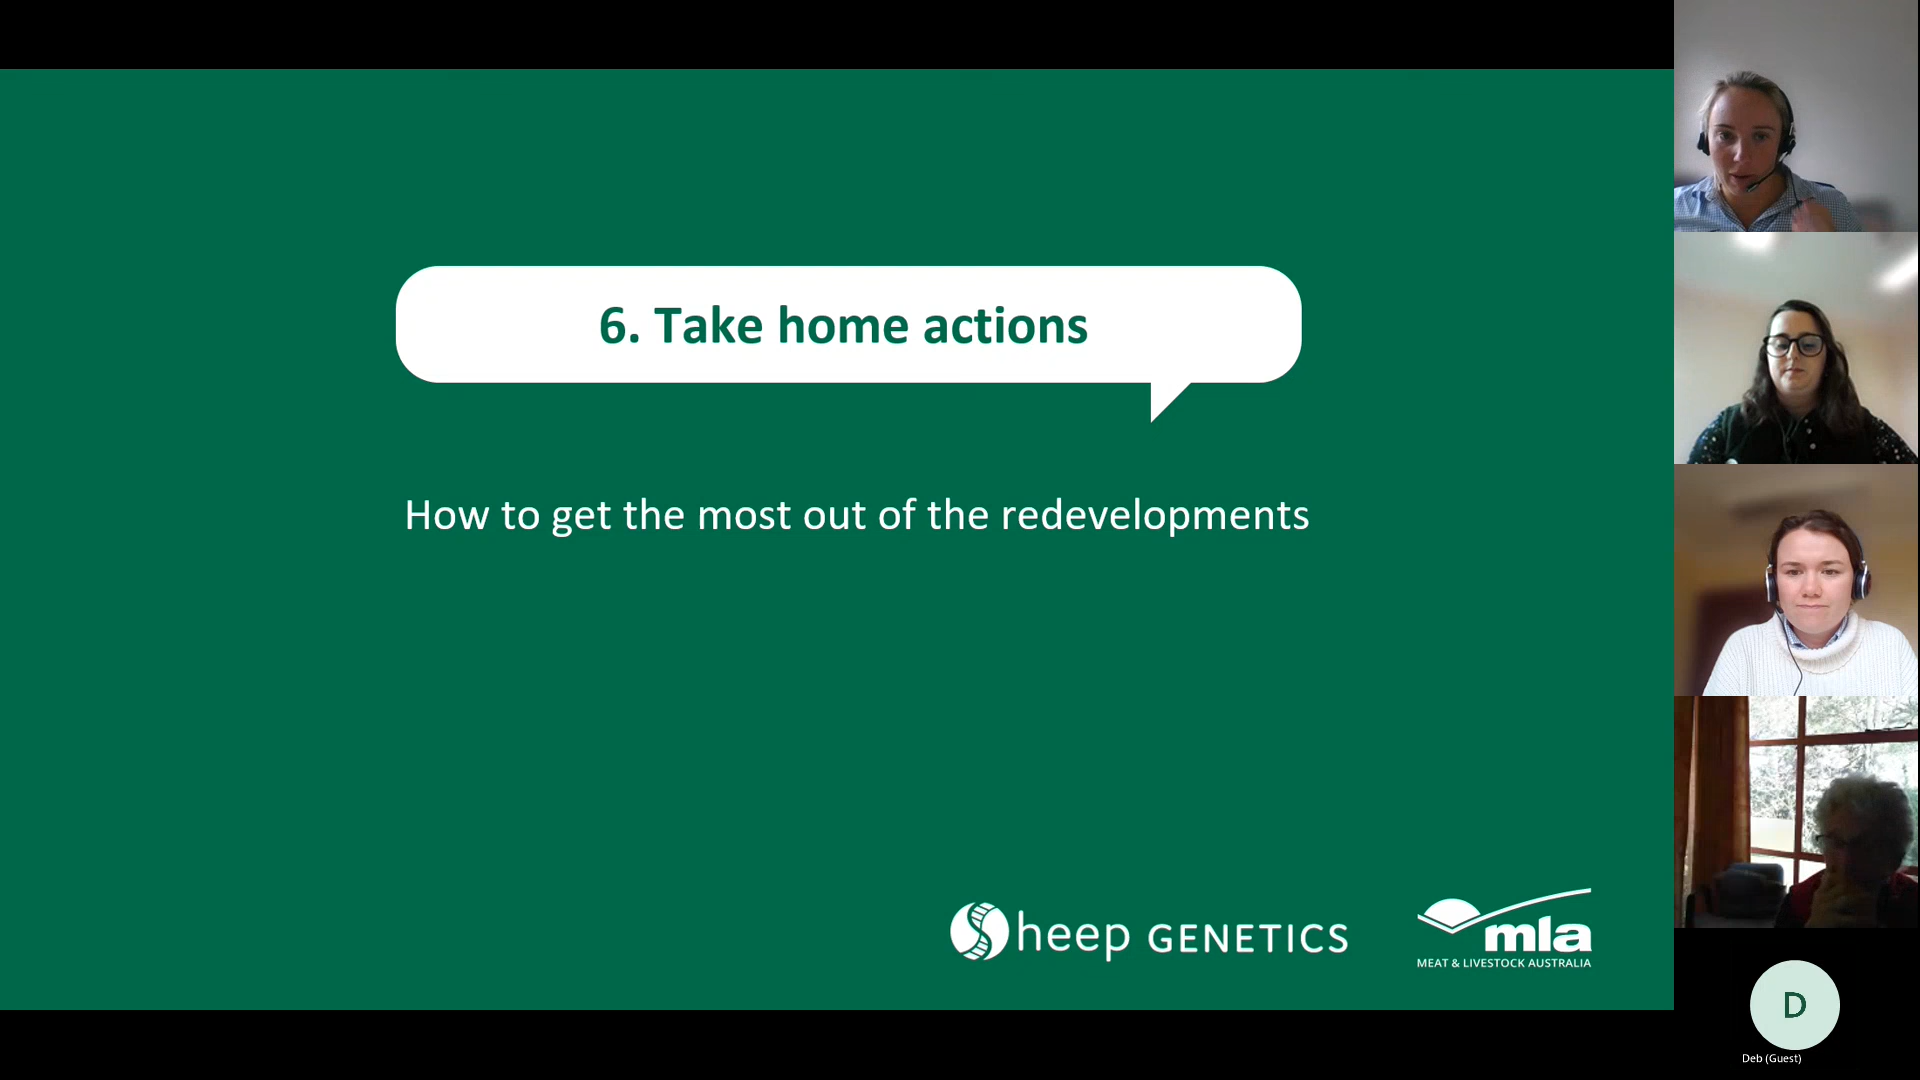 6. Take home actions
How to get the most out of the redevelopments
Sheep GENETICS
mla
MEAT & LIVESTOCK AUSTRALIA
D
Deb (Guest)